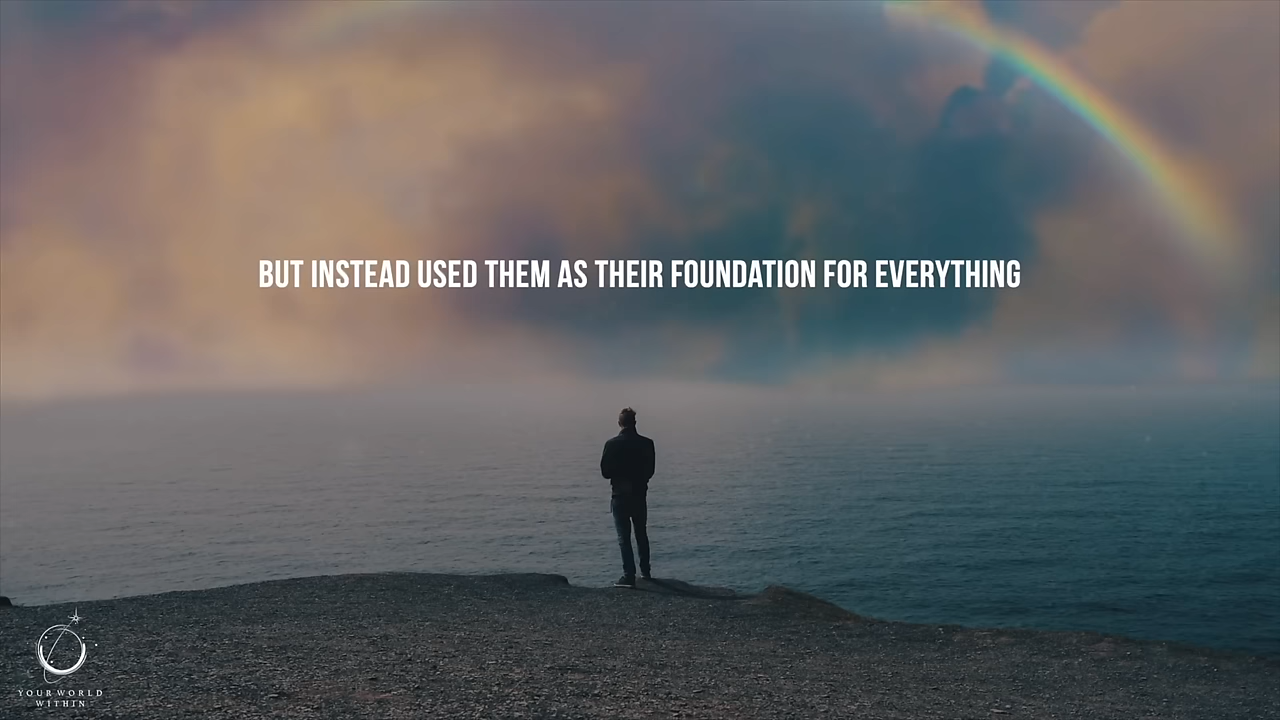 BUT INSTEAD USED THEM AS THEIR FOUNDATION FOR EVERYTHING
YOUR WORLD
WITHIN